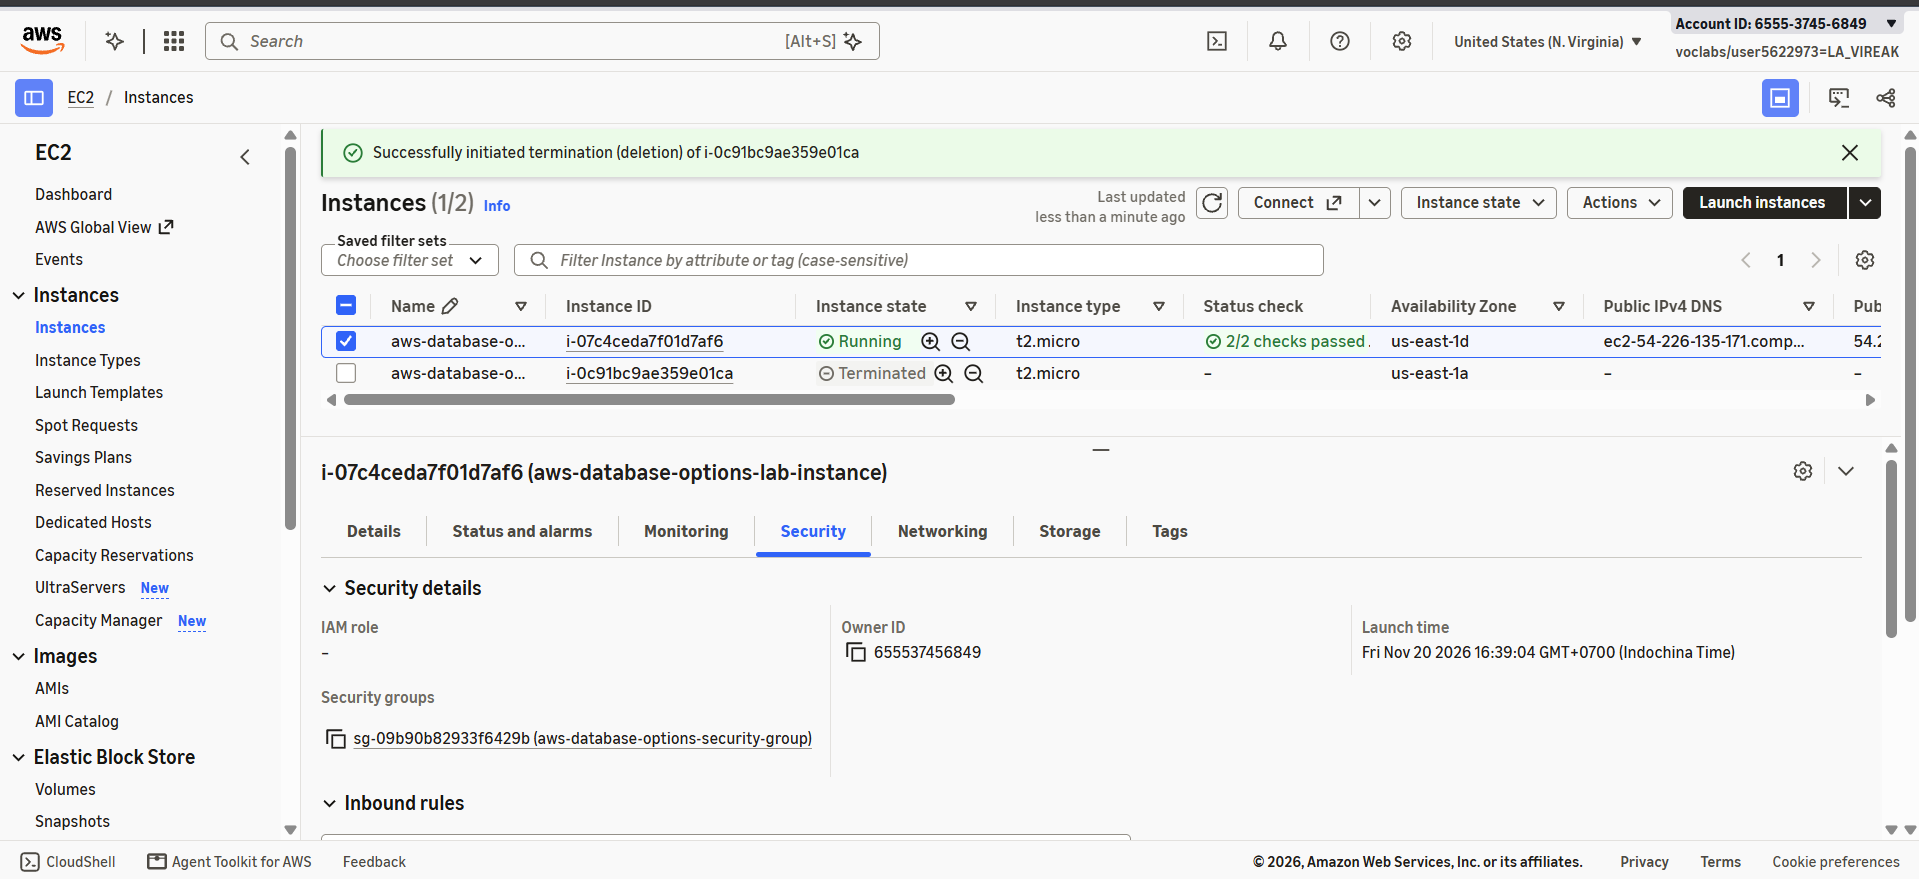 aws
Search
[Alt+S]
United States (N. Virginia)
Account ID: 6555-3745-6849
voclabs/user5622973=LA_VIREAK
EC2 / Instances
EC2
Dashboard
AWS Global View
Events
Instances
Instances
Instance Types
Launch Templates
Spot Requests
Savings Plans
Reserved Instances
Dedicated Hosts
Capacity Reservations
UltraServers New
Capacity Manager New
Images
AMIs
AMI Catalog
Elastic Block Store
Volumes
Snapshots
Successfully initiated termination (deletion) of i-0c91bc9ae359e01ca
Instances (1/2) Info
Last updated
less than a minute ago
Connect
Instance state
Actions
Launch instances
Saved filter sets
Choose filter set
Filter Instance by attribute or tag (case-sensitive)
1
Name Instance ID Instance state Instance type Status check Availability Zone Public IPv4 DNS Pub
aws-database-o... i-07c4ceda7f01d7af6 Running t2.micro 2/2 checks passed . us-east-1d ec2-54-226-135-171.comp... 54.2
aws-database-o... i-0c91bc9ae359e01ca Terminated t2.micro – us-east-1a – –
i-07c4ceda7f01d7af6 (aws-database-options-lab-instance)
Details Status and alarms Monitoring Security Networking Storage Tags
Security details
IAM role
–
Owner ID
655537456849
Launch time
Fri Nov 20 2026 16:39:04 GMT+0700 (Indochina Time)
Security groups
sg-09b90b82933f6429b (aws-database-options-security-group)
Inbound rules
CloudShell
Agent Toolkit for AWS
Feedback
© 2026, Amazon Web Services, Inc. or its affiliates.
Privacy
Terms
Cookie preferences